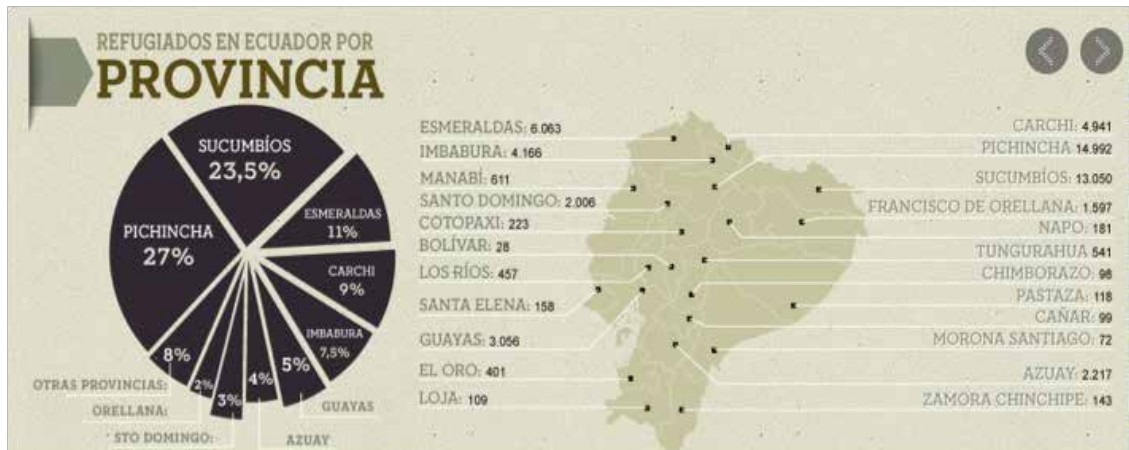 REFUGIADOS EN ECUADOR POR
PROVINCIA
SUCUMBÍOS
23,5%
ESMERALDAS
11%
PICHINCHA
27%
CARCHI
9%
IMBABURA
7,5%
8%
2%
3%
4%
5%
OTRAS PROVINCIAS:
ORELLANA:
STO DOMINGO:
AZUAY
GUAYAS
ESMERALDAS: 6.063
IMBABURA: 4.166
MANABÍ: 611
SANTO DOMINGO: 2.006
COTOPAXI: 223
BOLÍVAR: 28
LOS RÍOS: 457
SANTA ELENA: 158
GUAYAS: 3.056
EL ORO: 401
LOJA: 109
CARCHI: 4.941
PICHINCHA 14.992
SUCUMBÍOS: 13.050
FRANCISCO DE ORELLANA: 1.597
NAPO: 181
TUNGURAHUA 541
CHIMBORAZO: 98
PASTAZA: 118
CAÑAR: 99
MORONA SANTIAGO: 72
AZUAY: 2.217
ZAMORA CHINCHIPE: 143